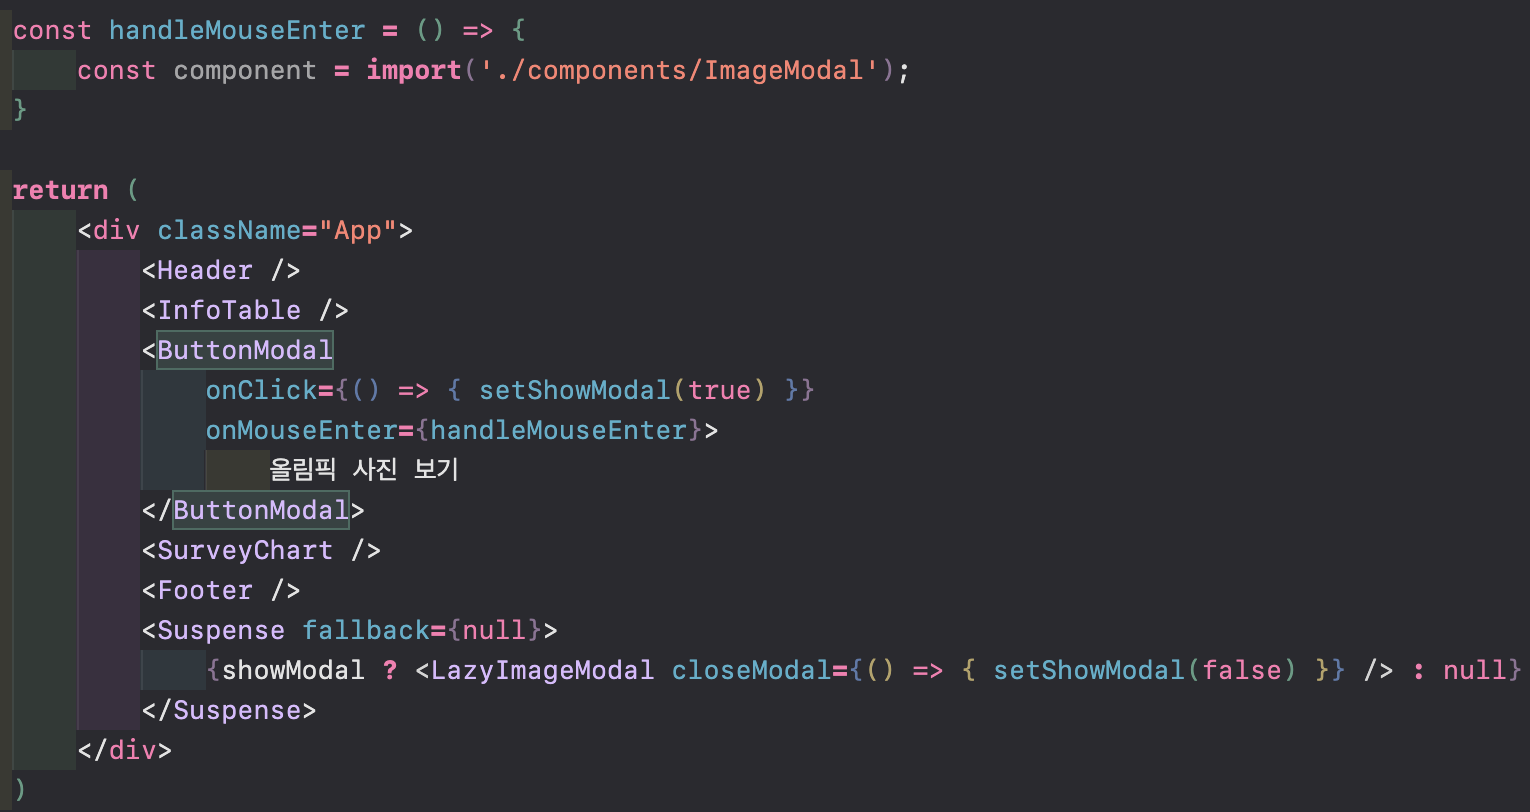 const handleMouseEnter = () => {
    const component = import('./components/ImageModal');
}

return (
    <div className="App">
        <Header />
        <InfoTable />
        <ButtonModal
            onClick={() => { setShowModal(true) }}
            onMouseEnter={handleMouseEnter}>
                올림픽 사진 보기
        </ButtonModal>
        <SurveyChart />
        <Footer />
        <Suspense fallback={null}>
            {showModal ? <LazyImageModal closeModal={() => { setShowModal(false) }} /> : null}
        </Suspense>
    </div>
)